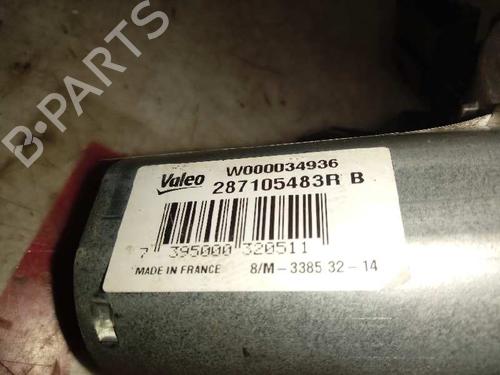 Valeo
W000034936
287105483R B
7 395000 320511
MADE IN FRANCE 8/M-3385 32-14
B-PARTS